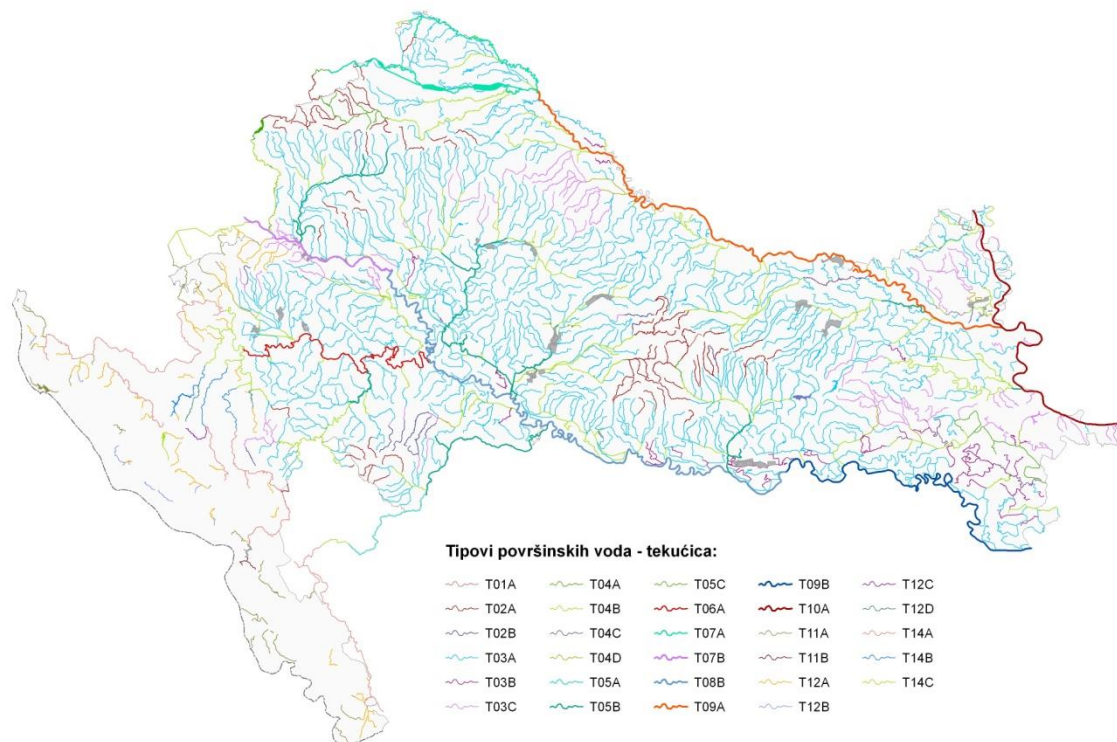 Tipovi površinskih voda - tekućica:
T01A T04A T05C T09B T12C
T02A T04B T06A T10A T12D
T02B T04C T07A T11A T14A
T03A T04D T07B T11B T14B
T03B T05A T08B T12A T14C
T03C T05B T09A T12B